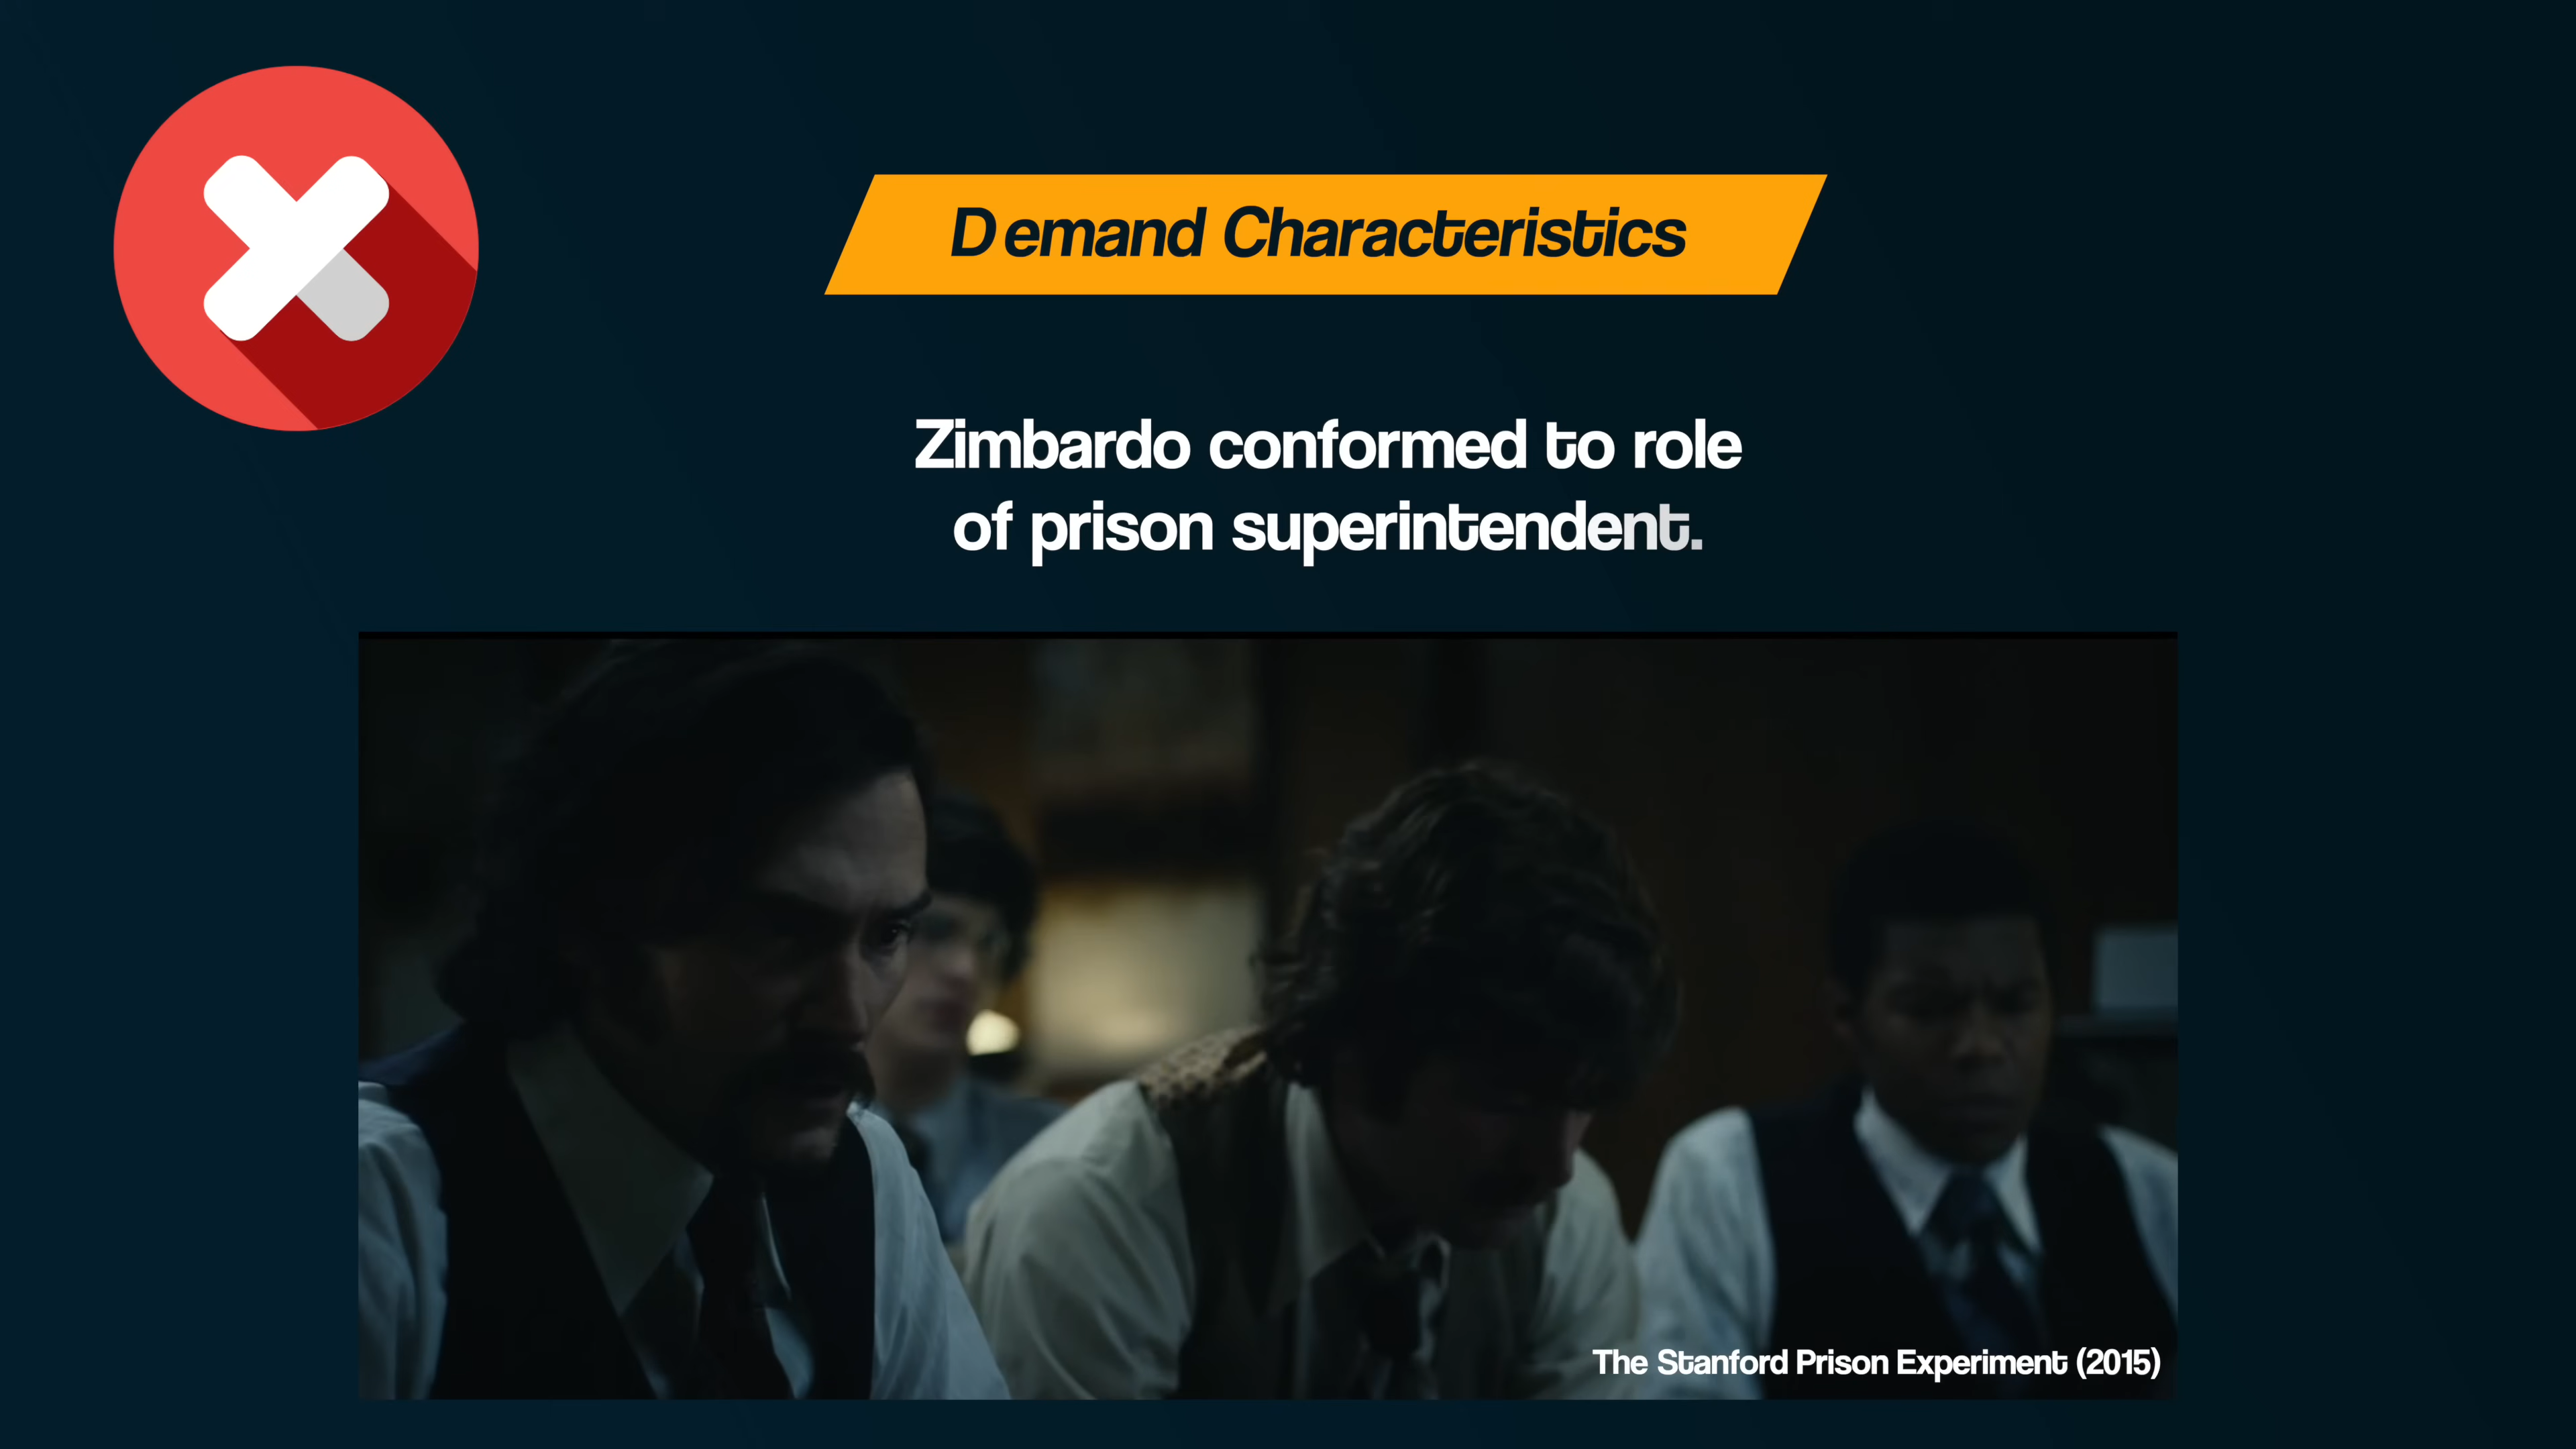 Demand Characteristics
Zimbardo conformed to role
of prison superintendent.
The Stanford Prison Experiment (2015)